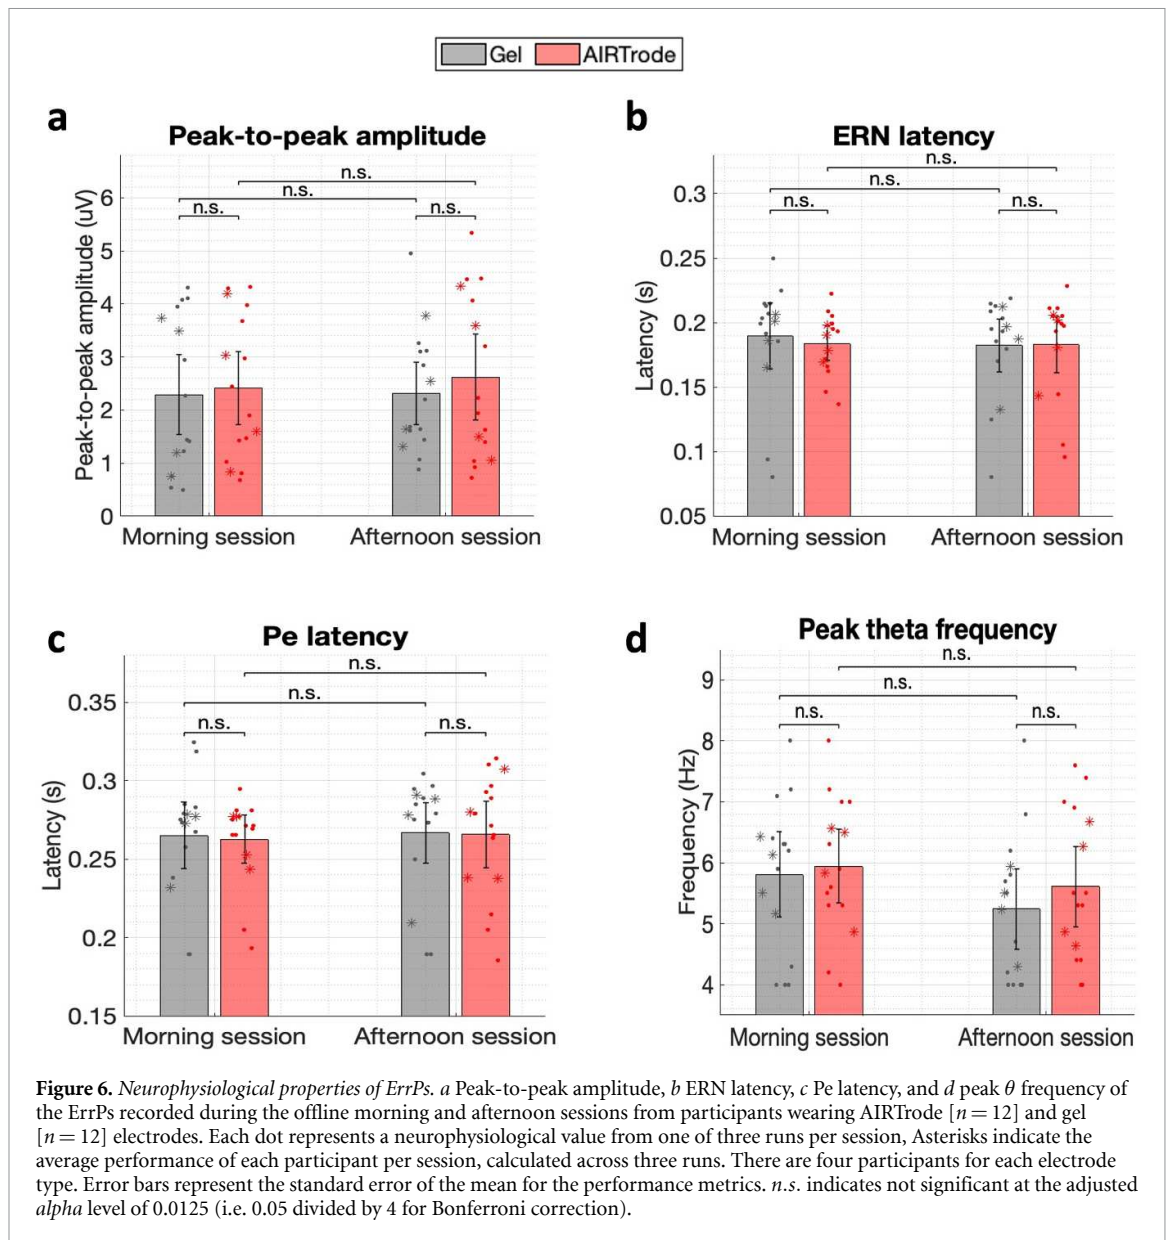 Gel AIRTrode
a
Peak-to-peak amplitude
Peak-to-peak amplitude (uV)
6
5
4
3
2
1
0
n.s.
n.s.
n.s.
n.s.
Morning session
Afternoon session
b
ERN latency
Latency (s)
0.3
0.25
0.2
0.15
0.1
0.05
n.s.
n.s.
n.s.
n.s.
Morning session
Afternoon session
c
Pe latency
Latency (s)
0.35
0.3
0.25
0.2
0.15
n.s.
n.s.
n.s.
n.s.
Morning session
Afternoon session
d
Peak theta frequency
Frequency (Hz)
9
8
7
6
5
4
n.s.
n.s.
n.s.
n.s.
Morning session
Afternoon session
Figure 6. Neurophysiological properties of ErrPs. a Peak-to-peak amplitude, b ERN latency, c Pe latency, and d peak θ frequency of
the ErrPs recorded during the offline morning and afternoon sessions from participants wearing AIRTrode [n = 12] and gel
[n = 12] electrodes. Each dot represents a neurophysiological value from one of three runs per session, Asterisks indicate the
average performance of each participant per session, calculated across three runs. There are four participants for each electrode
type. Error bars represent the standard error of the mean for the performance metrics. n.s. indicates not significant at the adjusted
alpha level of 0.0125 (i.e. 0.05 divided by 4 for Bonferroni correction).